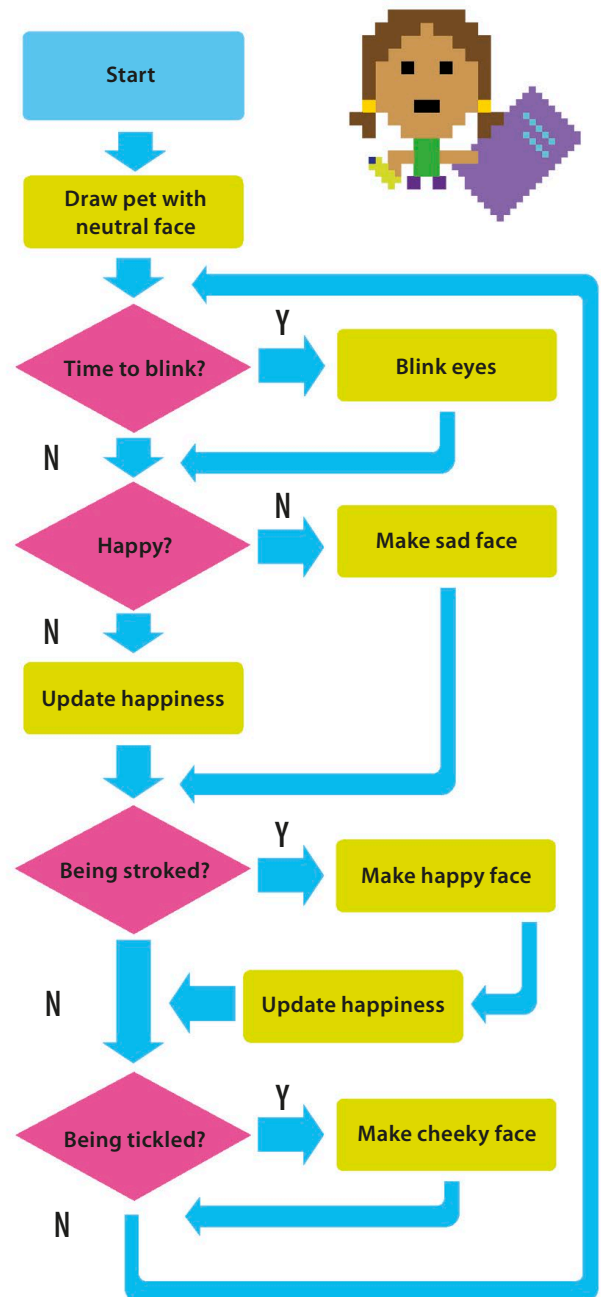 Start
Draw pet with
neutral face
Time to blink?
Y
Blink eyes
N
Happy?
N
Make sad face
N
Update happiness
Being stroked?
Y
Make happy face
N
Update happiness
Being tickled?
Y
Make cheeky face
N